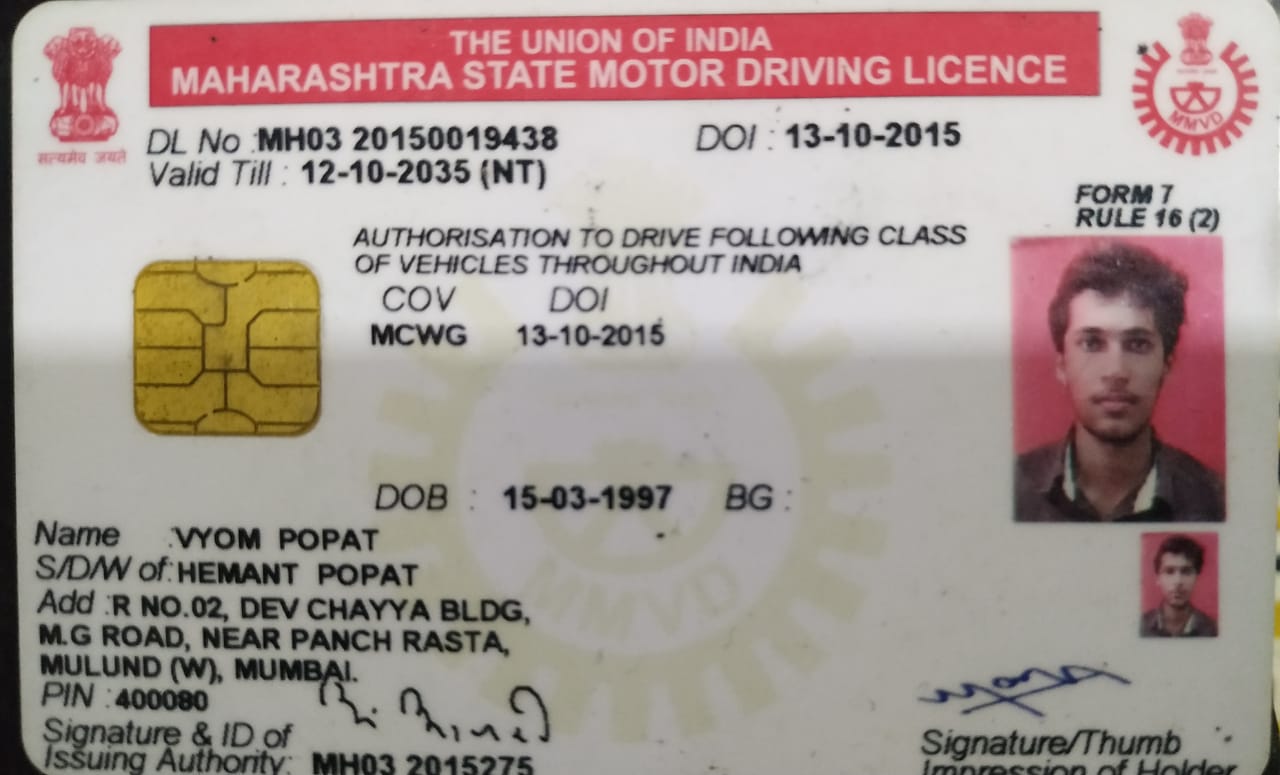 THE UNION OF INDIA
MAHARASHTRA STATE MOTOR DRIVING LICENCE
सत्यमेव जयते
MMVD
DL No : MH03 20150019438 DOI : 13-10-2015
Valid Till : 12-10-2035 (NT)
FORM 7
RULE 16 (2)
AUTHORISATION TO DRIVE FOLLOWING CLASS
OF VEHICLES THROUGHOUT INDIA
COV DOI
MCWG 13-10-2015
DOB : 15-03-1997 BG :
MMVD
Name : VYOM POPAT
S/D/W of : HEMANT POPAT
Add : R NO.02, DEV CHAYYA BLDG,
M.G ROAD, NEAR PANCH RASTA,
MULUND (W), MUMBAI.
PIN : 400080
Signature & ID of
Issuing Authority: MH03 2015275
Signature/Thumb
Impression of Holder